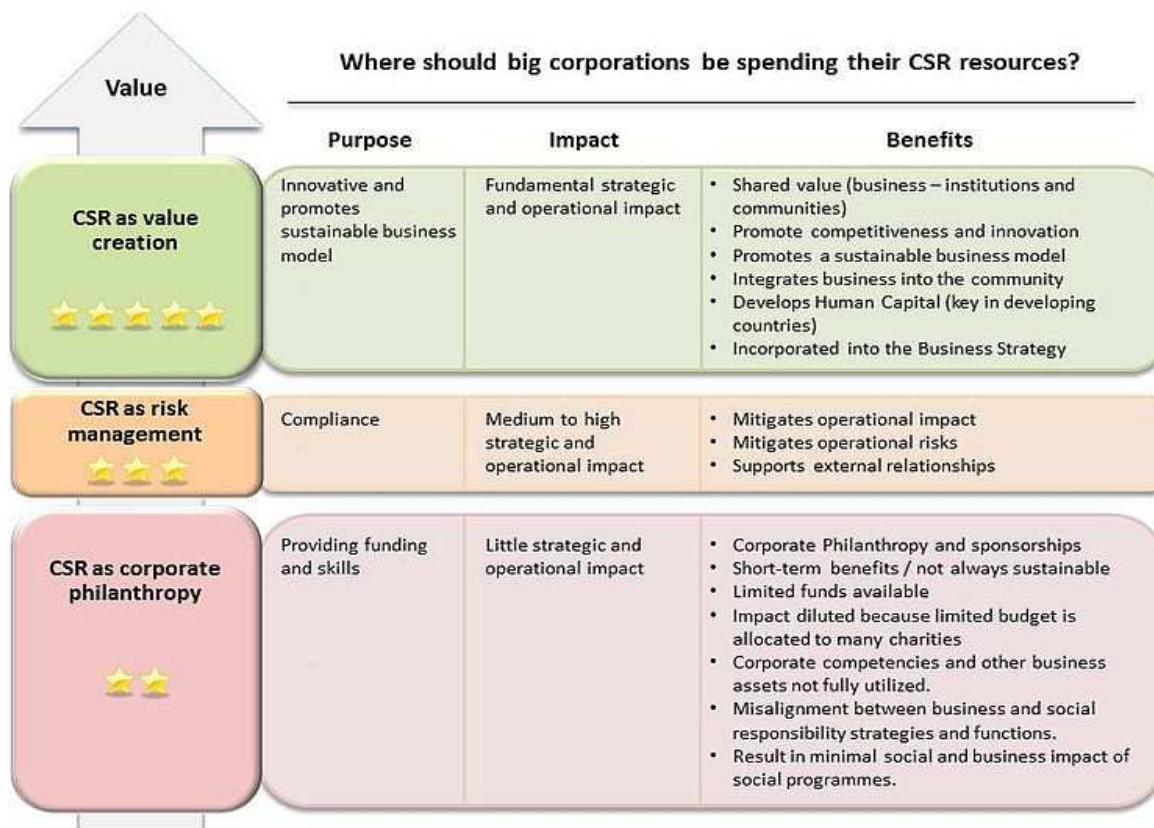 Value
Where should big corporations be spending their CSR resources?
Purpose
Impact
Benefits
CSR as value
creation
Innovative and
promotes
sustainable business
model
Fundamental strategic
and operational impact
• Shared value (business – institutions and
communities)
• Promote competitiveness and innovation
• Promotes a sustainable business model
• Integrates business into the community
• Develops Human Capital (key in developing
countries)
• Incorporated into the Business Strategy
CSR as risk
management
Compliance
Medium to high
strategic and
operational impact
• Mitigates operational impact
• Mitigates operational risks
• Supports external relationships
CSR as corporate
philanthropy
Providing funding
and skills
Little strategic and
operational impact
• Corporate Philanthropy and sponsorships
• Short-term benefits / not always sustainable
• Limited funds available
• Impact diluted because limited budget is
allocated to many charities
• Corporate competencies and other business
assets not fully utilized.
• Misalignment between business and social
responsibility strategies and functions.
• Result in minimal social and business impact of
social programmes.